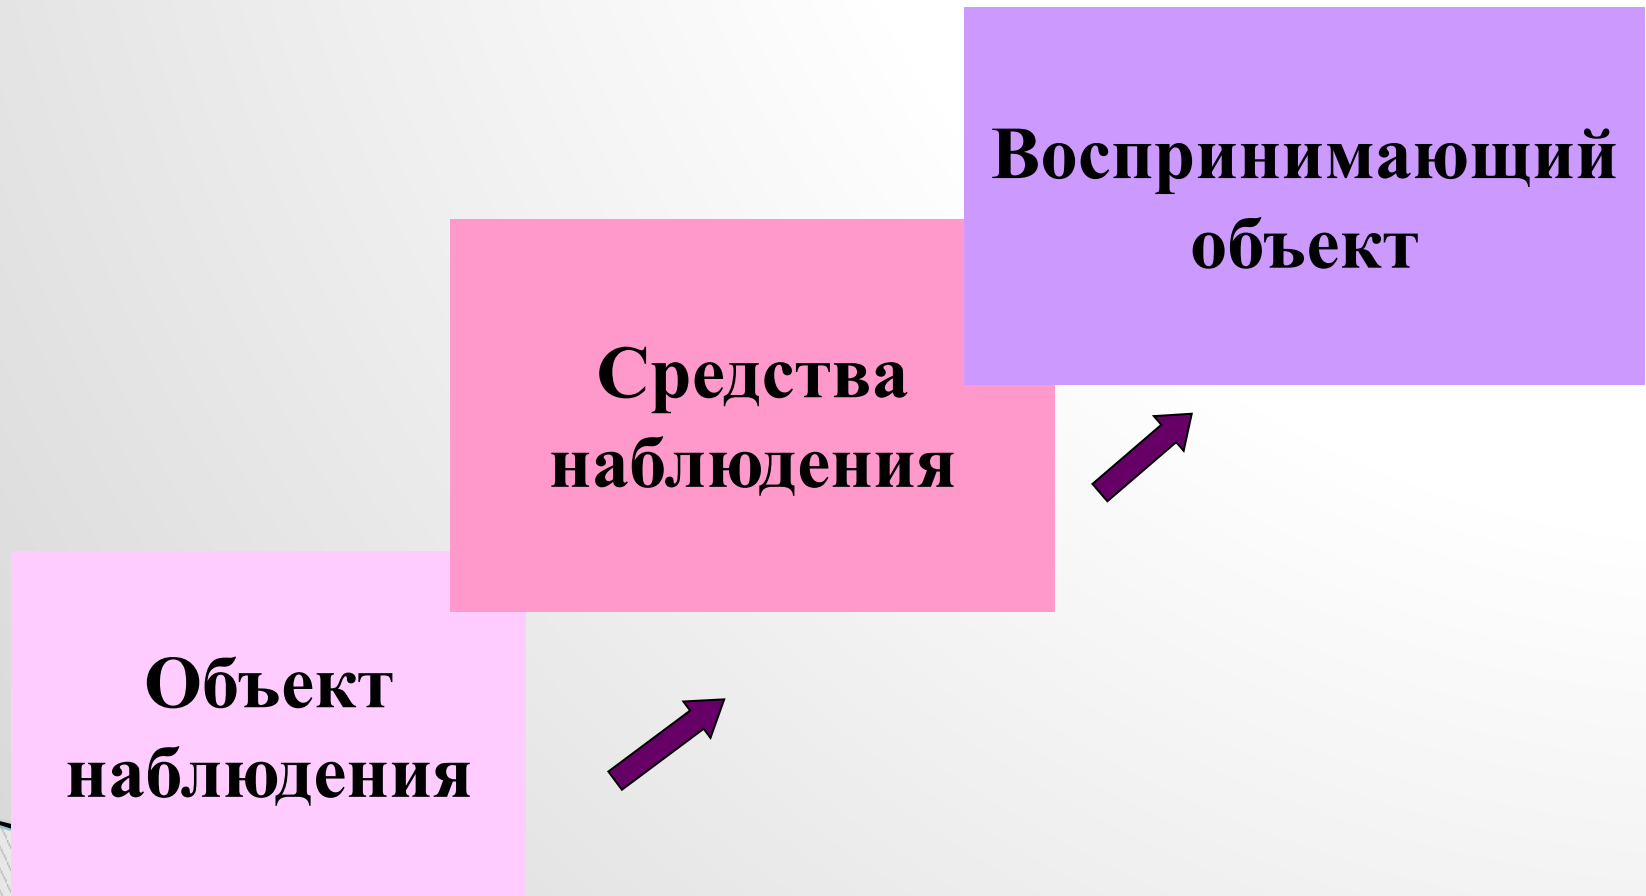 Воспринимающий
объект
Средства
наблюдения
Объект
наблюдения